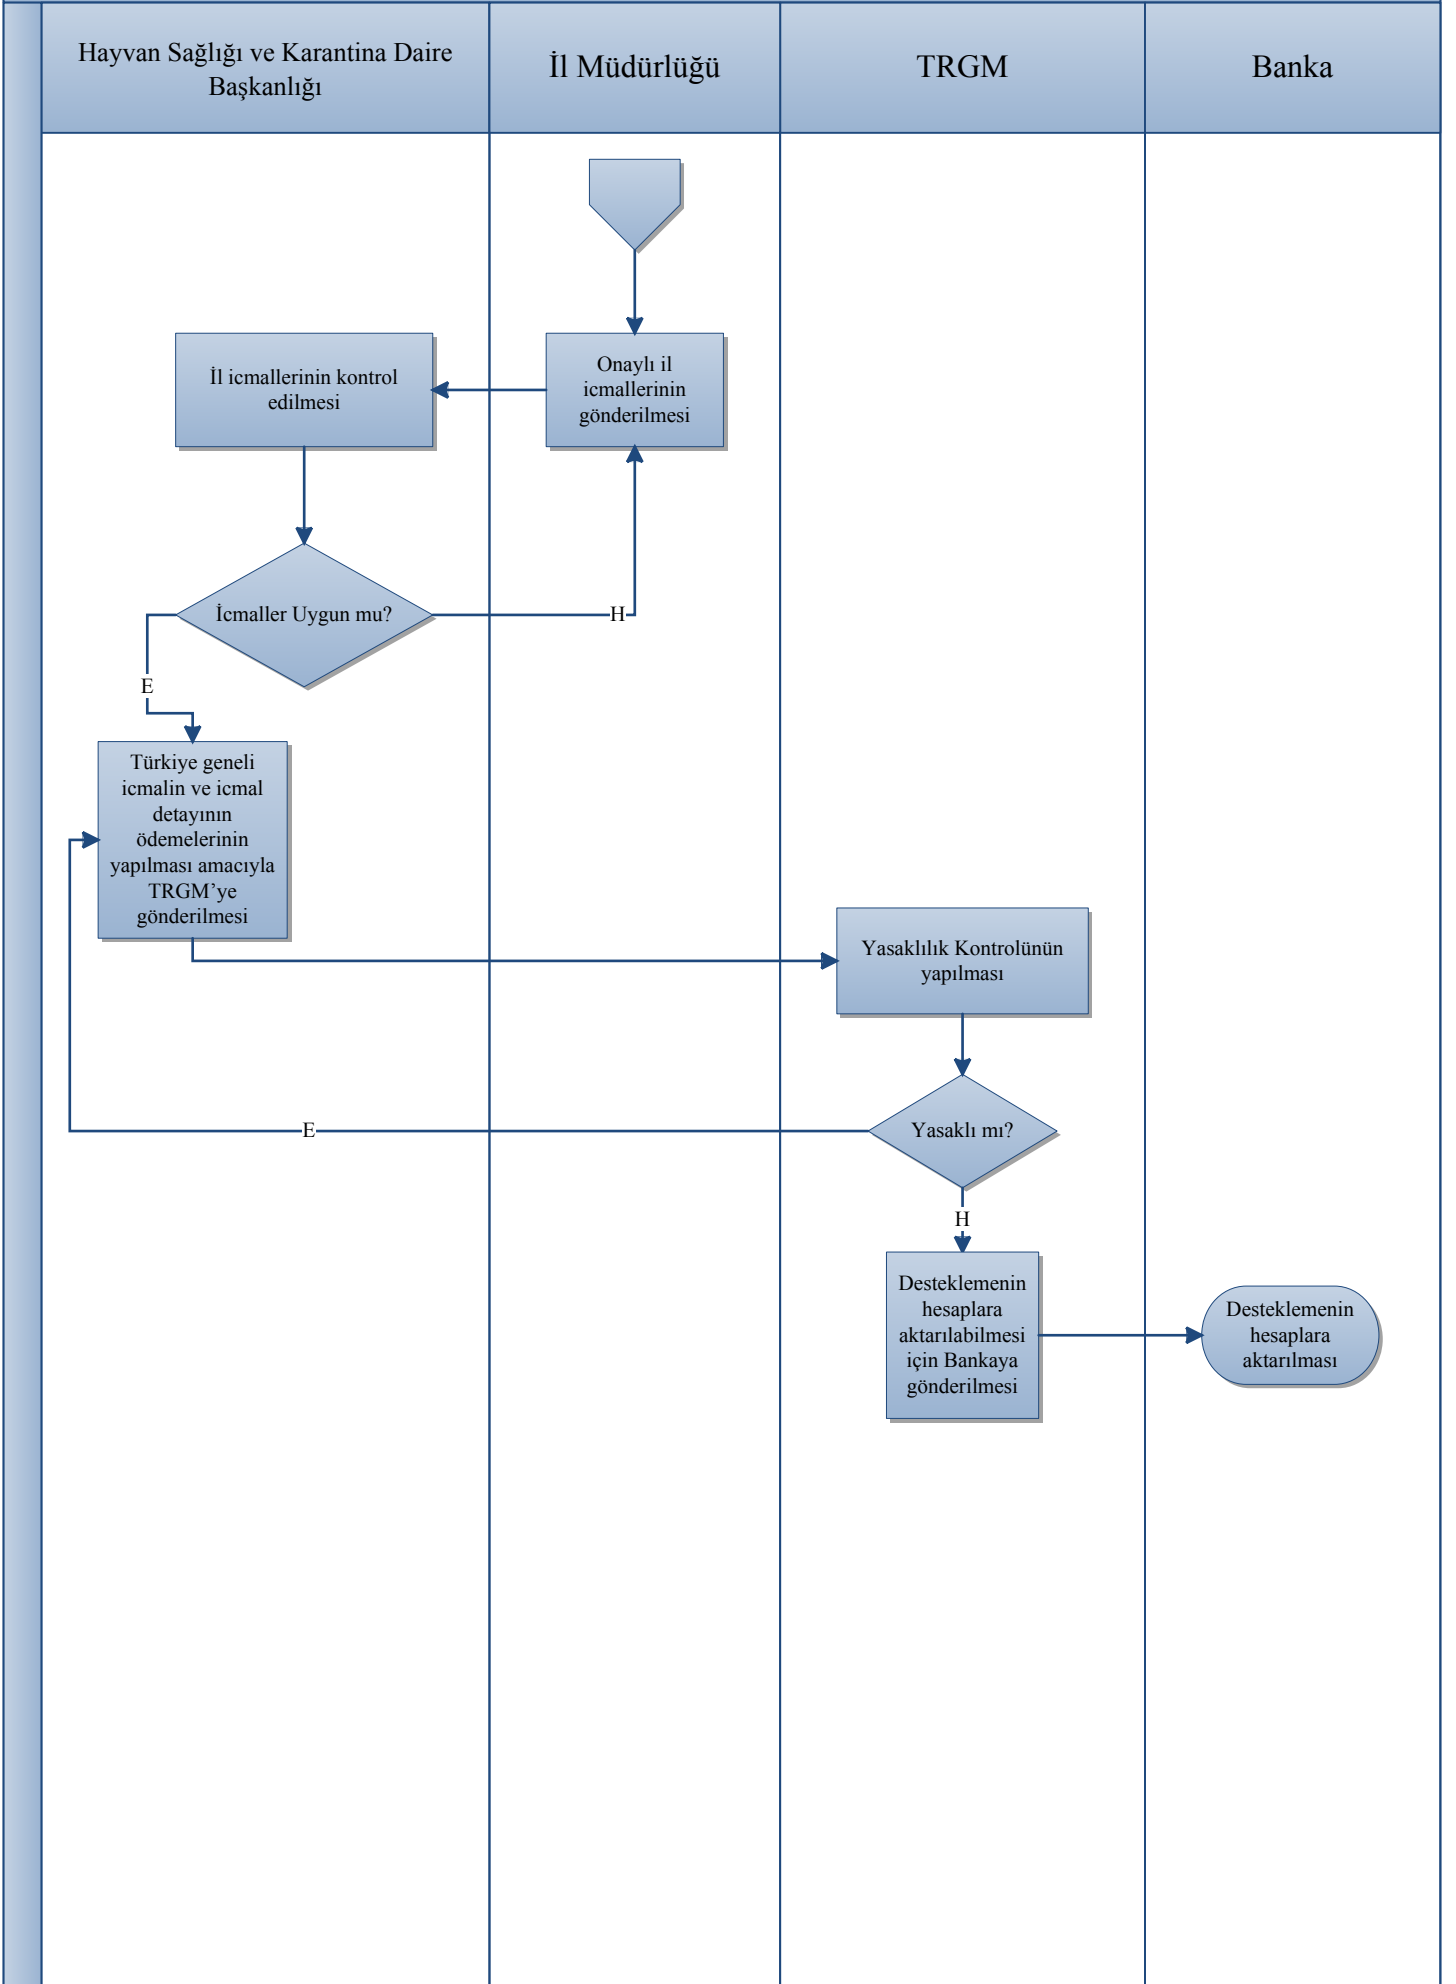 Hayvan Sağlığı ve Karantina Daire
Başkanlığı
İl Müdürlüğü
TRGM
Banka
İl icmallerinin kontrol
edilmesi
Onaylı il
icmallerinin
gönderilmesi
İcmaller Uygun mu?
H
E
Türkiye geneli
icmalin ve icmal
detayının
ödemelerinin
yapılması amacıyla
TRGM’ye
gönderilmesi
Yasaklılık Kontrolünün
yapılması
Yasaklı mı?
E
H
Desteklemenin
hesaplara
aktarılabilmesi
için Bankaya
gönderilmesi
Desteklemenin
hesaplara
aktarılması